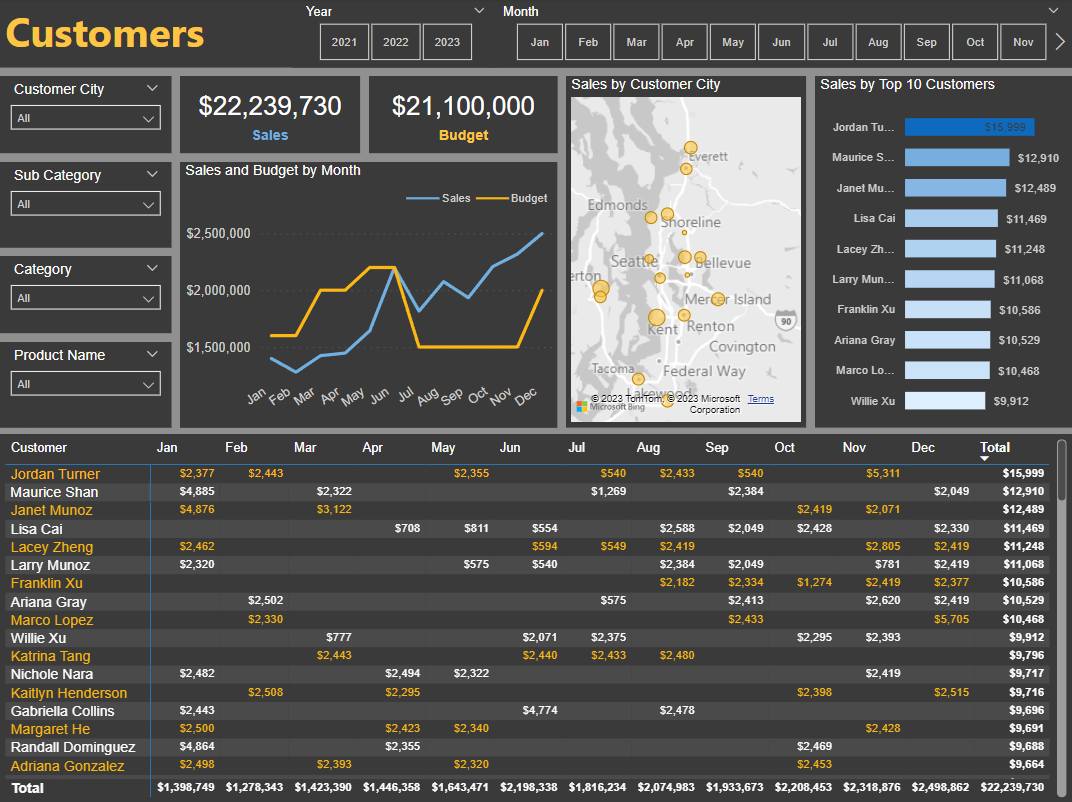 Customers
Year
2021 2022 2023
Month
Jan Feb Mar Apr May Jun Jul Aug Sep Oct Nov
Customer City
All
Sub Category
All
Category
All
Product Name
All
$22,239,730
Sales
$21,100,000
Budget
Sales and Budget by Month
Sales Budget
$2,500,000
$2,000,000
$1,500,000
Jan Feb Mar Apr May Jun Jul Aug Sep Oct Nov Dec
Sales by Customer City
Everett
Edmonds
Shoreline
Seattle
Bellevue
erton
Mercer Island
90
Kent
Renton
Covington
Tacoma
Federal Way
Lakewood
© 2023 TomTom, © 2023 Microsoft Corporation
Terms
Microsoft Bing
Sales by Top 10 Customers
Jordan Tu... $15,999
Maurice S... $12,910
Janet Mu... $12,489
Lisa Cai $11,469
Lacey Zh... $11,248
Larry Mun... $11,068
Franklin Xu $10,586
Ariana Gray $10,529
Marco Lo... $10,468
Willie Xu $9,912
Customer Jan Feb Mar Apr May Jun Jul Aug Sep Oct Nov Dec Total
Jordan Turner $2,377 $2,443 $2,355 $540 $2,433 $540 $5,311 $15,999
Maurice Shan $4,885 $2,322 $1,269 $2,384 $2,049 $12,910
Janet Munoz $4,876 $3,122 $2,419 $2,071 $12,489
Lisa Cai $708 $811 $554 $2,588 $2,049 $2,428 $2,330 $11,469
Lacey Zheng $2,462 $594 $549 $2,419 $2,805 $2,419 $11,248
Larry Munoz $2,320 $575 $540 $2,384 $2,049 $781 $2,419 $11,068
Franklin Xu $2,182 $2,334 $1,274 $2,419 $2,377 $10,586
Ariana Gray $2,502 $575 $2,413 $2,620 $2,419 $10,529
Marco Lopez $2,330 $2,433 $5,705 $10,468
Willie Xu $777 $2,071 $2,375 $2,295 $2,393 $9,912
Katrina Tang $2,443 $2,440 $2,433 $2,480 $9,796
Nichole Nara $2,482 $2,494 $2,322 $2,419 $9,717
Kaitlyn Henderson $2,508 $2,295 $2,398 $2,515 $9,716
Gabriella Collins $2,443 $4,774 $2,478 $9,696
Margaret He $2,500 $2,423 $2,340 $2,428 $9,691
Randall Dominguez $4,864 $2,355 $2,469 $9,688
Adriana Gonzalez $2,498 $2,393 $2,320 $2,453 $9,664
Total $1,398,749 $1,278,343 $1,423,390 $1,446,358 $1,643,471 $2,198,338 $1,816,234 $2,074,983 $1,933,673 $2,208,453 $2,318,876 $2,498,862 $22,239,730